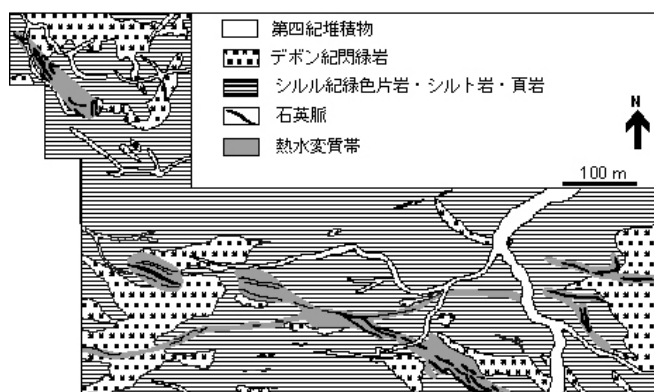 第四紀堆積物
デボン紀閃緑岩
シルル紀緑色片岩・シルト岩・頁岩
石英脈
熱水変質帯
N
100 m